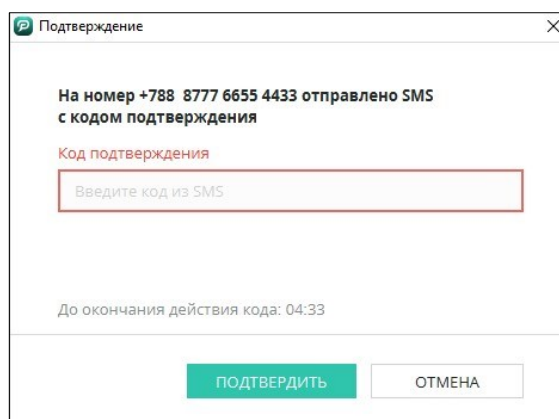 Подтверждение
На номер +788 8777 6655 4433 отправлено SMS
с кодом подтверждения
Код подтверждения
Введите код из SMS
До окончания действия кода: 04:33
ПОДТВЕРДИТЬ
ОТМЕНА